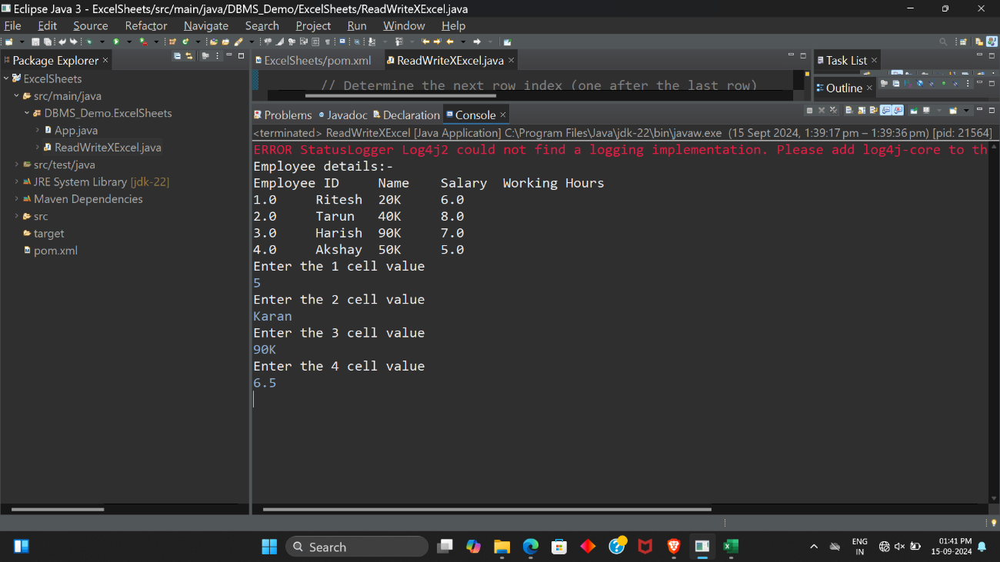 Eclipse Java 3 - ExcelSheets/src/main/java/DBMS_Demo/ExcelSheets/ReadWriteXExcel.java
File Edit Source Refactor Navigate Search Project Run Window Help
Package Explorer
ExcelSheets/pom.xml
ReadWriteXExcel.java
Task List
Outline
ExcelSheets
src/main/java
DBMS_Demo.ExcelSheets
App.java
ReadWriteXExcel.java
src/test/java
JRE System Library [jdk-22]
Maven Dependencies
src
target
pom.xml
// Determine the next row index (one after the last row)
Problems Javadoc Declaration Console
<terminated> ReadWriteXExcel [Java Application] C:\Program Files\Java\jdk-22\bin\javaw.exe (15 Sept 2024, 1:39:17 pm – 1:39:36 pm) [pid: 21564]
ERROR StatusLogger Log4j2 could not find a logging implementation. Please add log4j-core to th
Employee details:-
Employee ID Name Salary Working Hours
1.0 Ritesh 20K 6.0
2.0 Tarun 40K 8.0
3.0 Harish 90K 7.0
4.0 Akshay 50K 5.0
Enter the 1 cell value
5
Enter the 2 cell value
Karan
Enter the 3 cell value
90K
Enter the 4 cell value
6.5
Search
ENG
IN
01:41 PM
15-09-2024